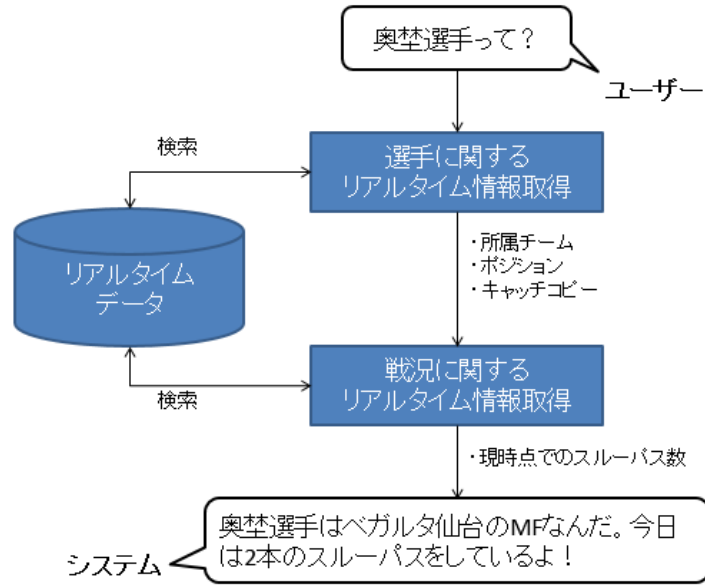 奥埜選手って？
ユーザー
検索
選手に関する
リアルタイム情報取得
・所属チーム
・ポジション
・キャッチコピー
リアルタイム
データ
戦況に関する
リアルタイム情報取得
検索
・現時点でのスルーパス数
奥埜選手はベガルタ仙台のMFなんだ。今日
は2本のスルーパスをしているよ！
システム